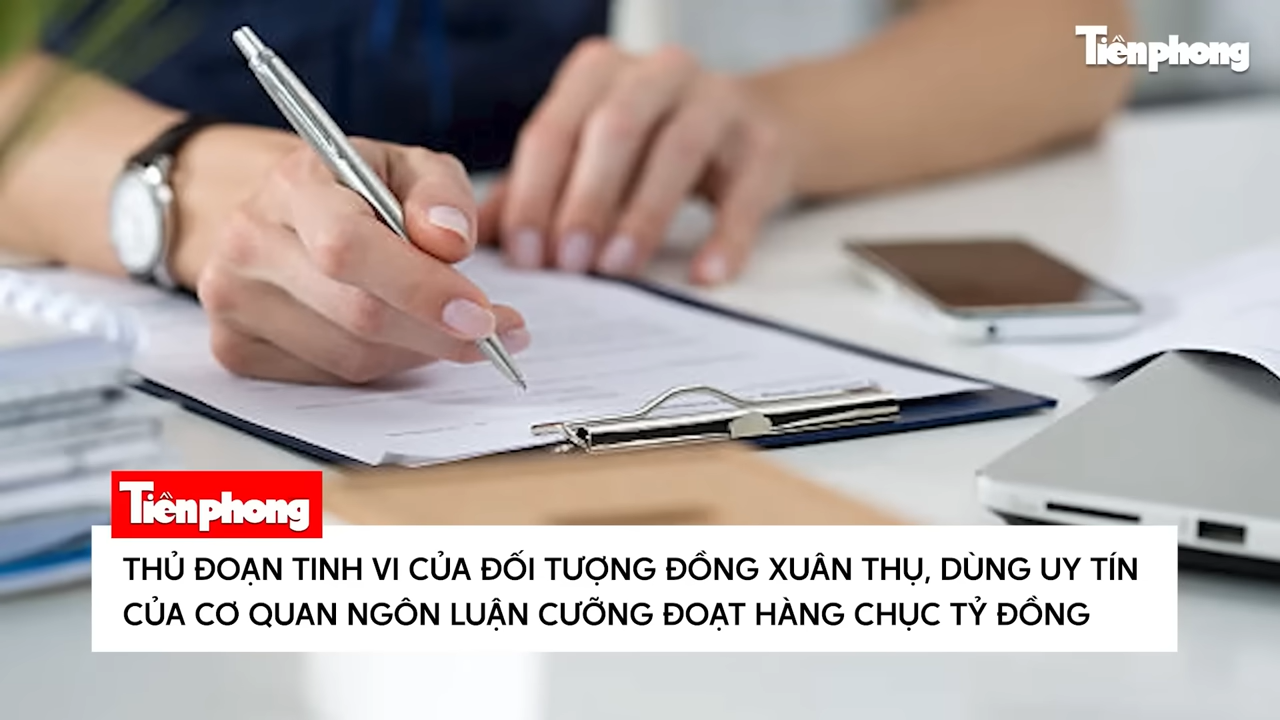 Tiềnphong
Tiềnphong
THỦ ĐOẠN TINH VI CỦA ĐỐI TƯỢNG ĐỒNG XUÂN THỤ, DÙNG UY TÍN
CỦA CƠ QUAN NGÔN LUẬN CƯỠNG ĐOẠT HÀNG CHỤC TỶ ĐỒNG